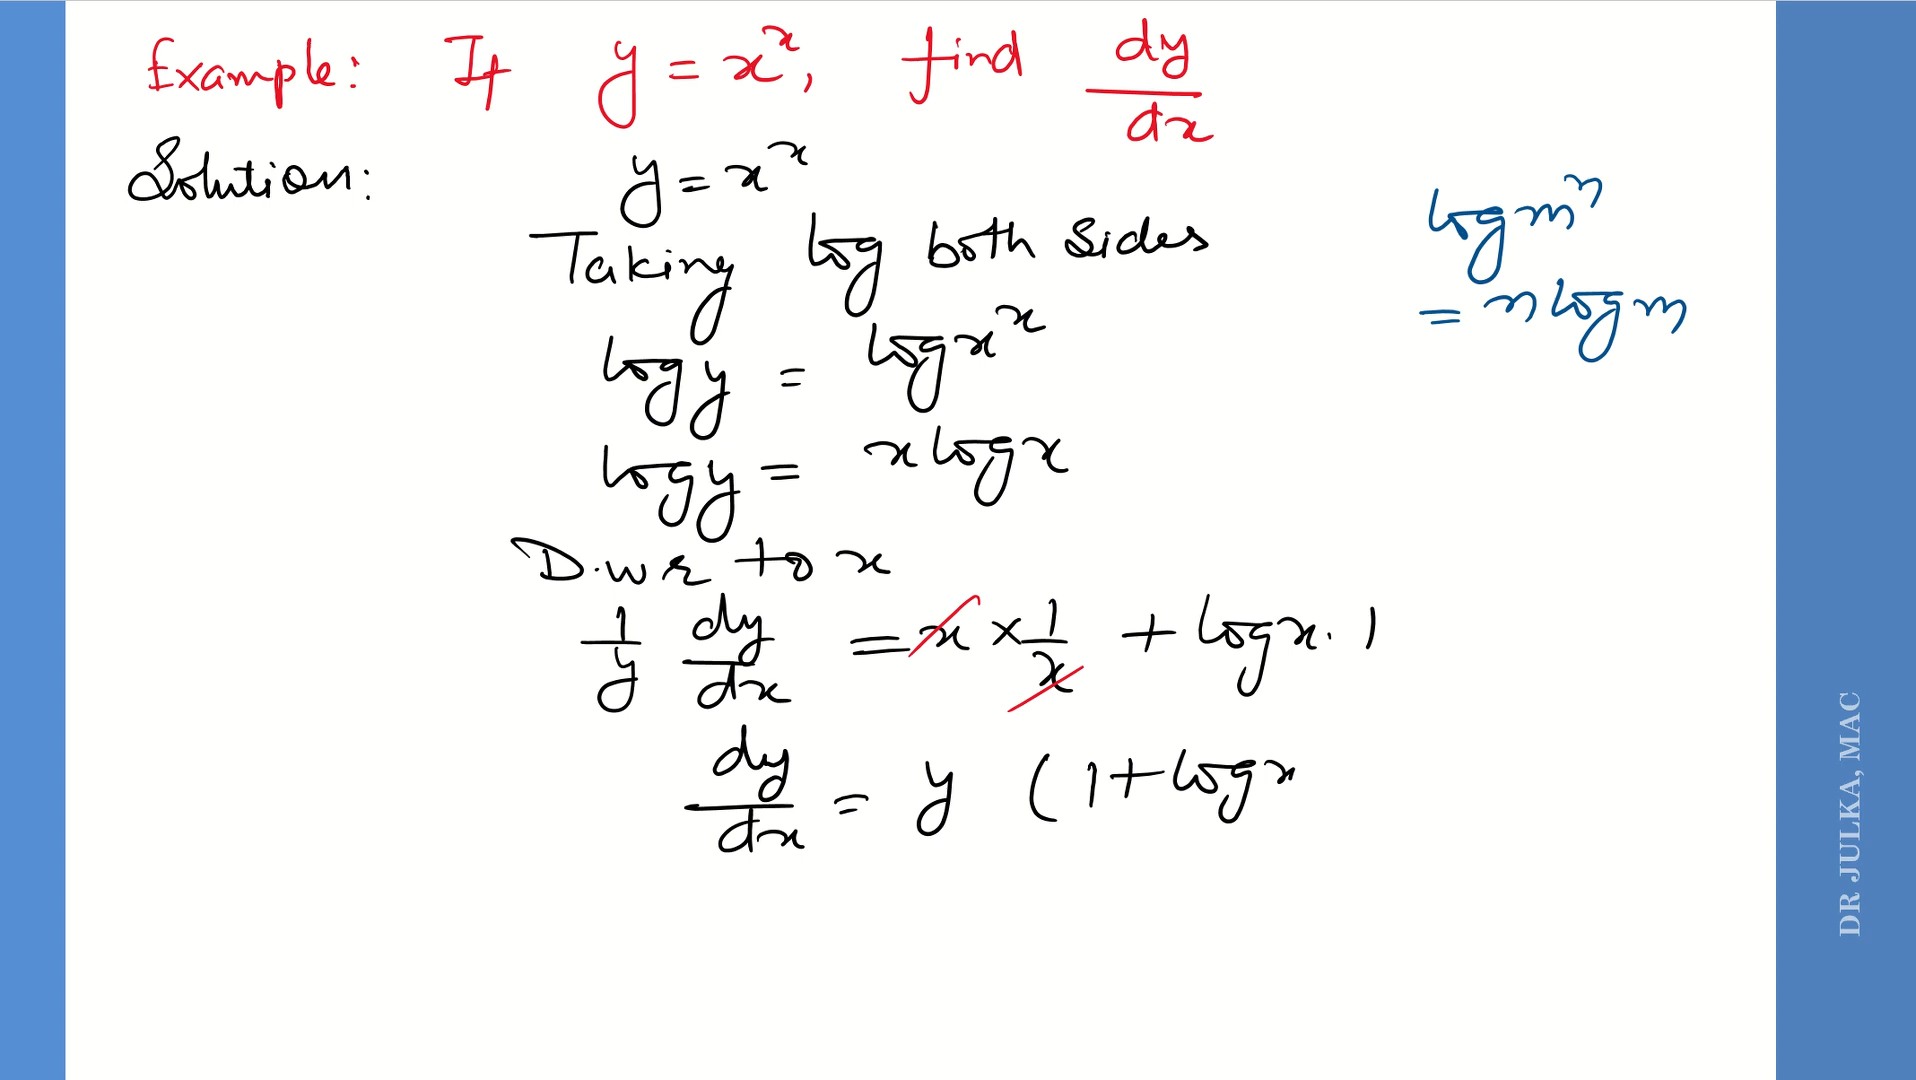 Example: If y = x^x, find dy/dx
Solution: y = x^x
Taking log both sides
log y = log x^x
log y = x log x
D.w r to x
1/y dy/dx = x × 1/x + log x . 1
dy/dx = y (1 + log x
log m^n
= n log m
DR JULKA, MAC